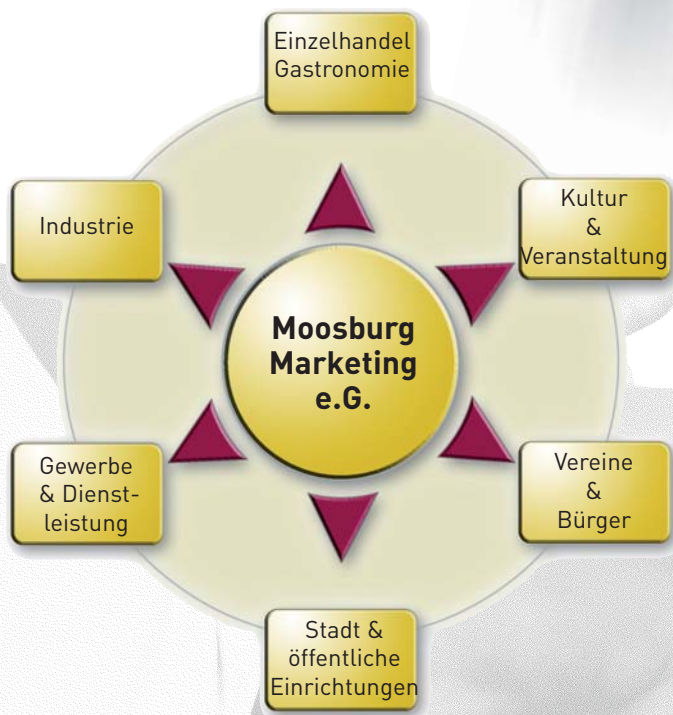 Einzelhandel
Gastronomie
Industrie
Kultur
&
Veranstaltung
Moosburg
Marketing
e.G.
Gewerbe
& Dienst-
leistung
Vereine
&
Bürger
Stadt &
öffentliche
Einrichtungen